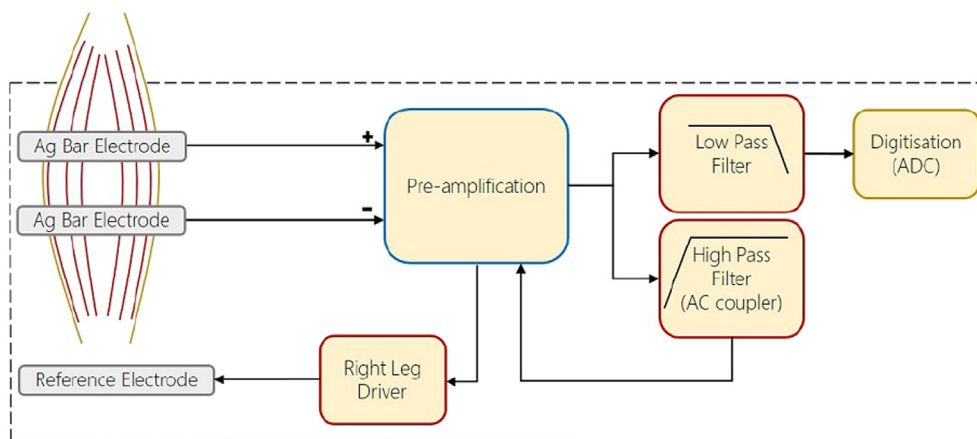 Ag Bar Electrode
+
Ag Bar Electrode
-
Pre-amplification
Low Pass
Filter
Digitisation
(ADC)
High Pass
Filter
(AC coupler)
Reference Electrode
Right Leg
Driver